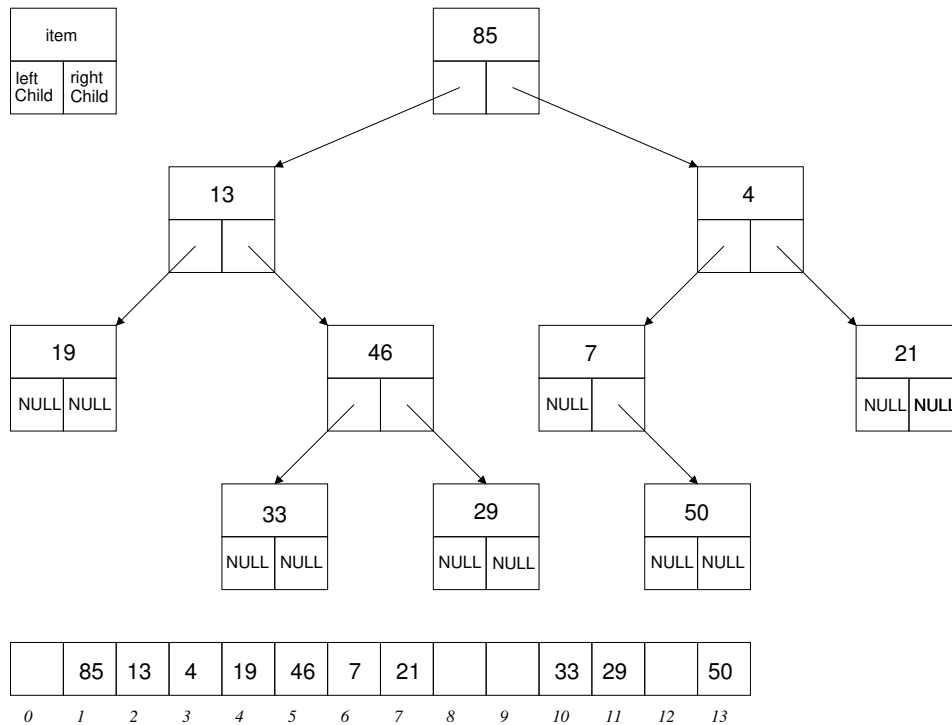 item
left Child right Child
85
13 4
19 46 7 21
NULL NULL NULL NULL NULL
33 29 50
NULL NULL NULL NULL NULL NULL
85 13 4 19 46 7 21 33 29 50
0 1 2 3 4 5 6 7 8 9 10 11 12 13